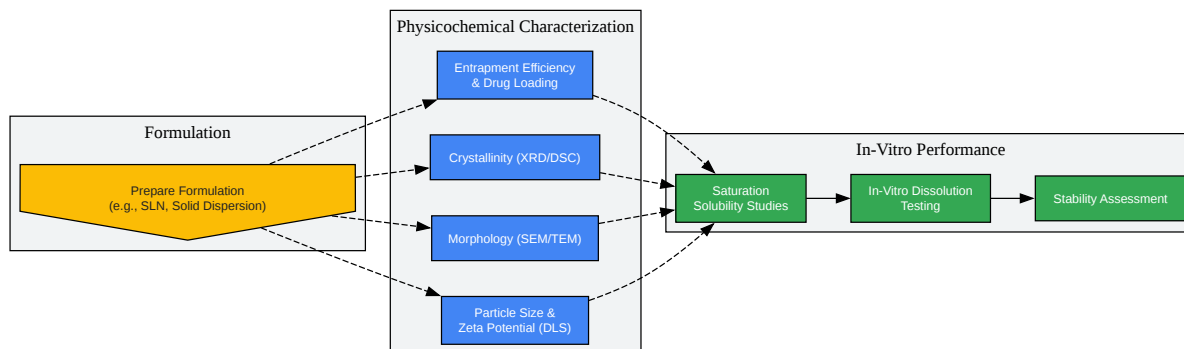 Formulation
Prepare Formulation
(e.g., SLN, Solid Dispersion)
Physicochemical Characterization
Entrapment Efficiency
& Drug Loading
Crystallinity (XRD/DSC)
Morphology (SEM/TEM)
Particle Size &
Zeta Potential (DLS)
In-Vitro Performance
Saturation
Solubility Studies
In-Vitro Dissolution
Testing
Stability Assessment